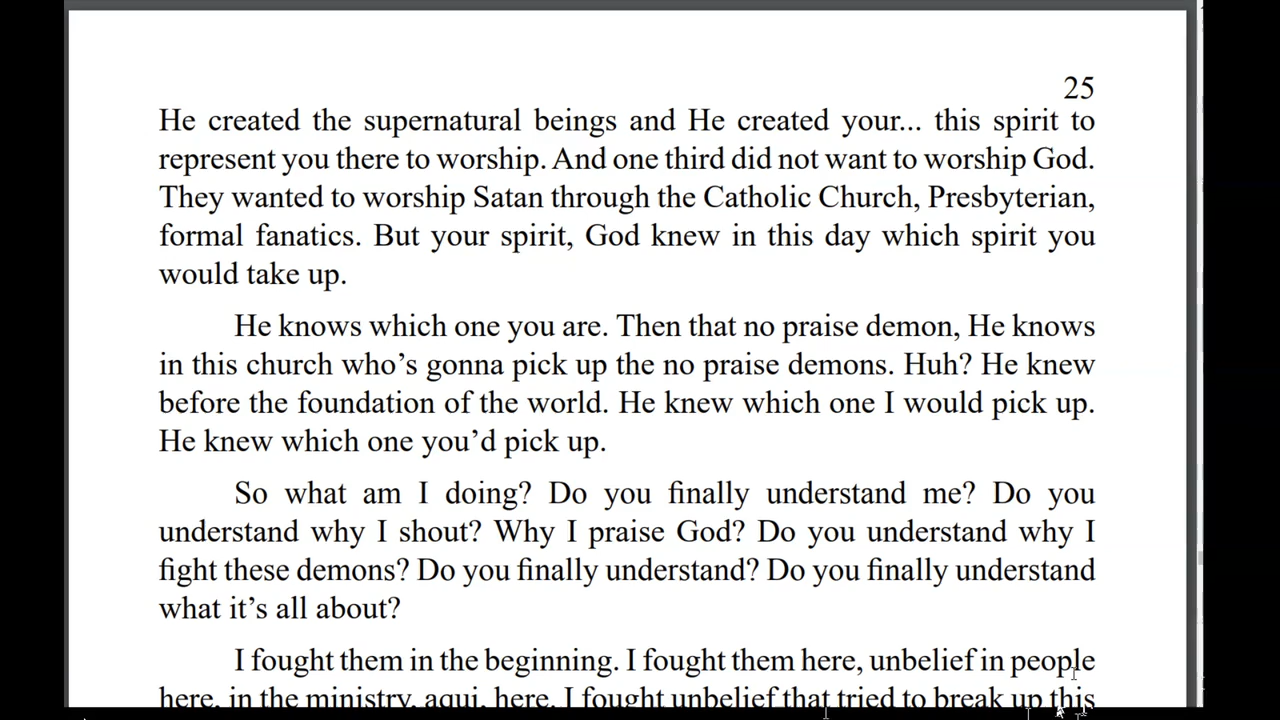 25
He created the supernatural beings and He created your... this spirit to
represent you there to worship. And one third did not want to worship God.
They wanted to worship Satan through the Catholic Church, Presbyterian,
formal fanatics. But your spirit, God knew in this day which spirit you
would take up.
He knows which one you are. Then that no praise demon, He knows
in this church who’s gonna pick up the no praise demons. Huh? He knew
before the foundation of the world. He knew which one I would pick up.
He knew which one you’d pick up.
So what am I doing? Do you finally understand me? Do you
understand why I shout? Why I praise God? Do you understand why I
fight these demons? Do you finally understand? Do you finally understand
what it’s all about?
I fought them in the beginning. I fought them here, unbelief in people
here, in the ministry, aqui, here. I fought unbelief that tried to break up this